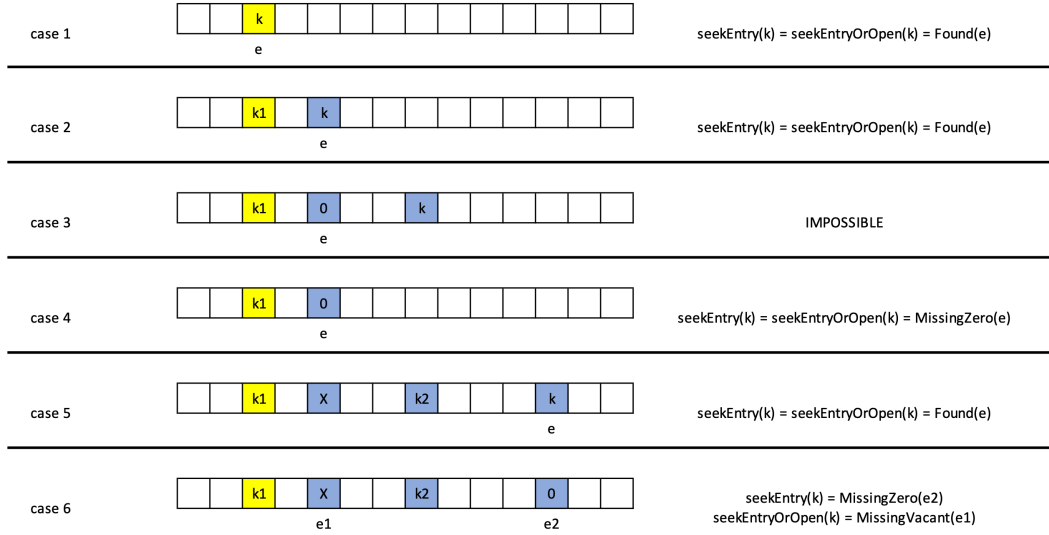 case 1
k
e
seekEntry(k) = seekEntryOrOpen(k) = Found(e)
case 2
k1 k
e
seekEntry(k) = seekEntryOrOpen(k) = Found(e)
case 3
k1 0 k
e
IMPOSSIBLE
case 4
k1 0
e
seekEntry(k) = seekEntryOrOpen(k) = MissingZero(e)
case 5
k1 X k2 k
e
seekEntry(k) = seekEntryOrOpen(k) = Found(e)
case 6
k1 X k2 0
e1 e2
seekEntry(k) = MissingZero(e2)
seekEntryOrOpen(k) = MissingVacant(e1)